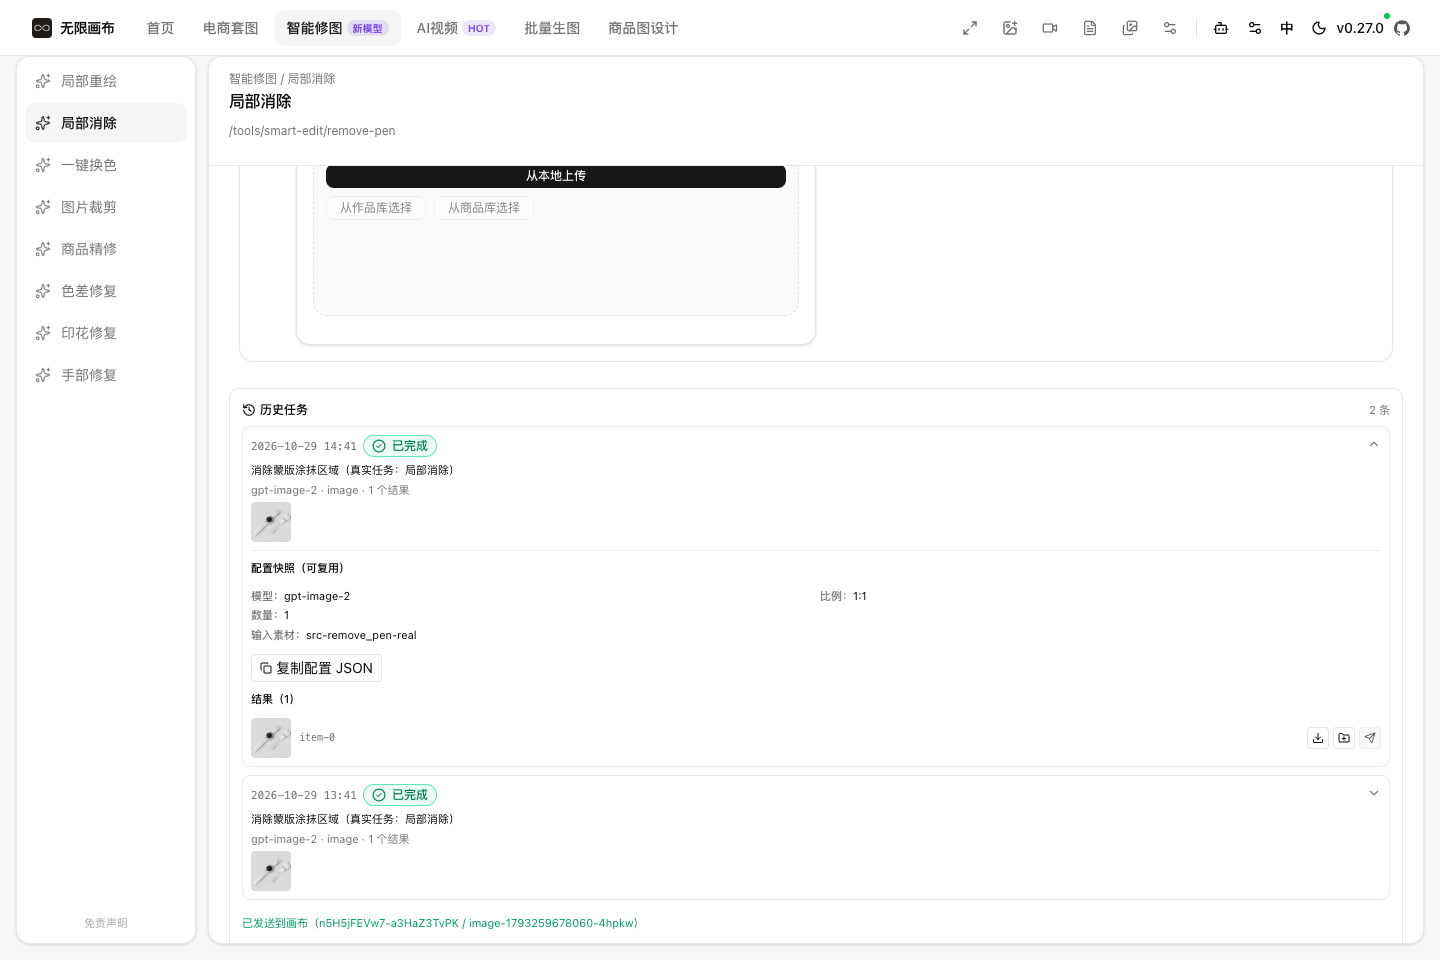 无限画布
首页
电商套图
智能修图 新模型
AI视频 HOT
批量生图
商品图设计
中
v0.27.0
局部重绘
局部消除
一键换色
图片裁剪
商品精修
色差修复
印花修复
手部修复
免责声明
智能修图 / 局部消除
局部消除
/tools/smart-edit/remove-pen
从本地上传
从作品库选择
从商品库选择
历史任务
2 条
2026-10-29 14:41 已完成
消除蒙版涂抹区域（真实任务：局部消除）
gpt-image-2 · image · 1 个结果
配置快照（可复用）
模型：gpt-image-2
比例：1:1
数量：1
输入素材：src-remove_pen-real
复制配置 JSON
结果（1）
item-0
2026-10-29 13:41 已完成
消除蒙版涂抹区域（真实任务：局部消除）
gpt-image-2 · image · 1 个结果
已发送到画布（n5H5jFEVw7-a3HaZ3TvPK / image-1793259678060-4hpkw）